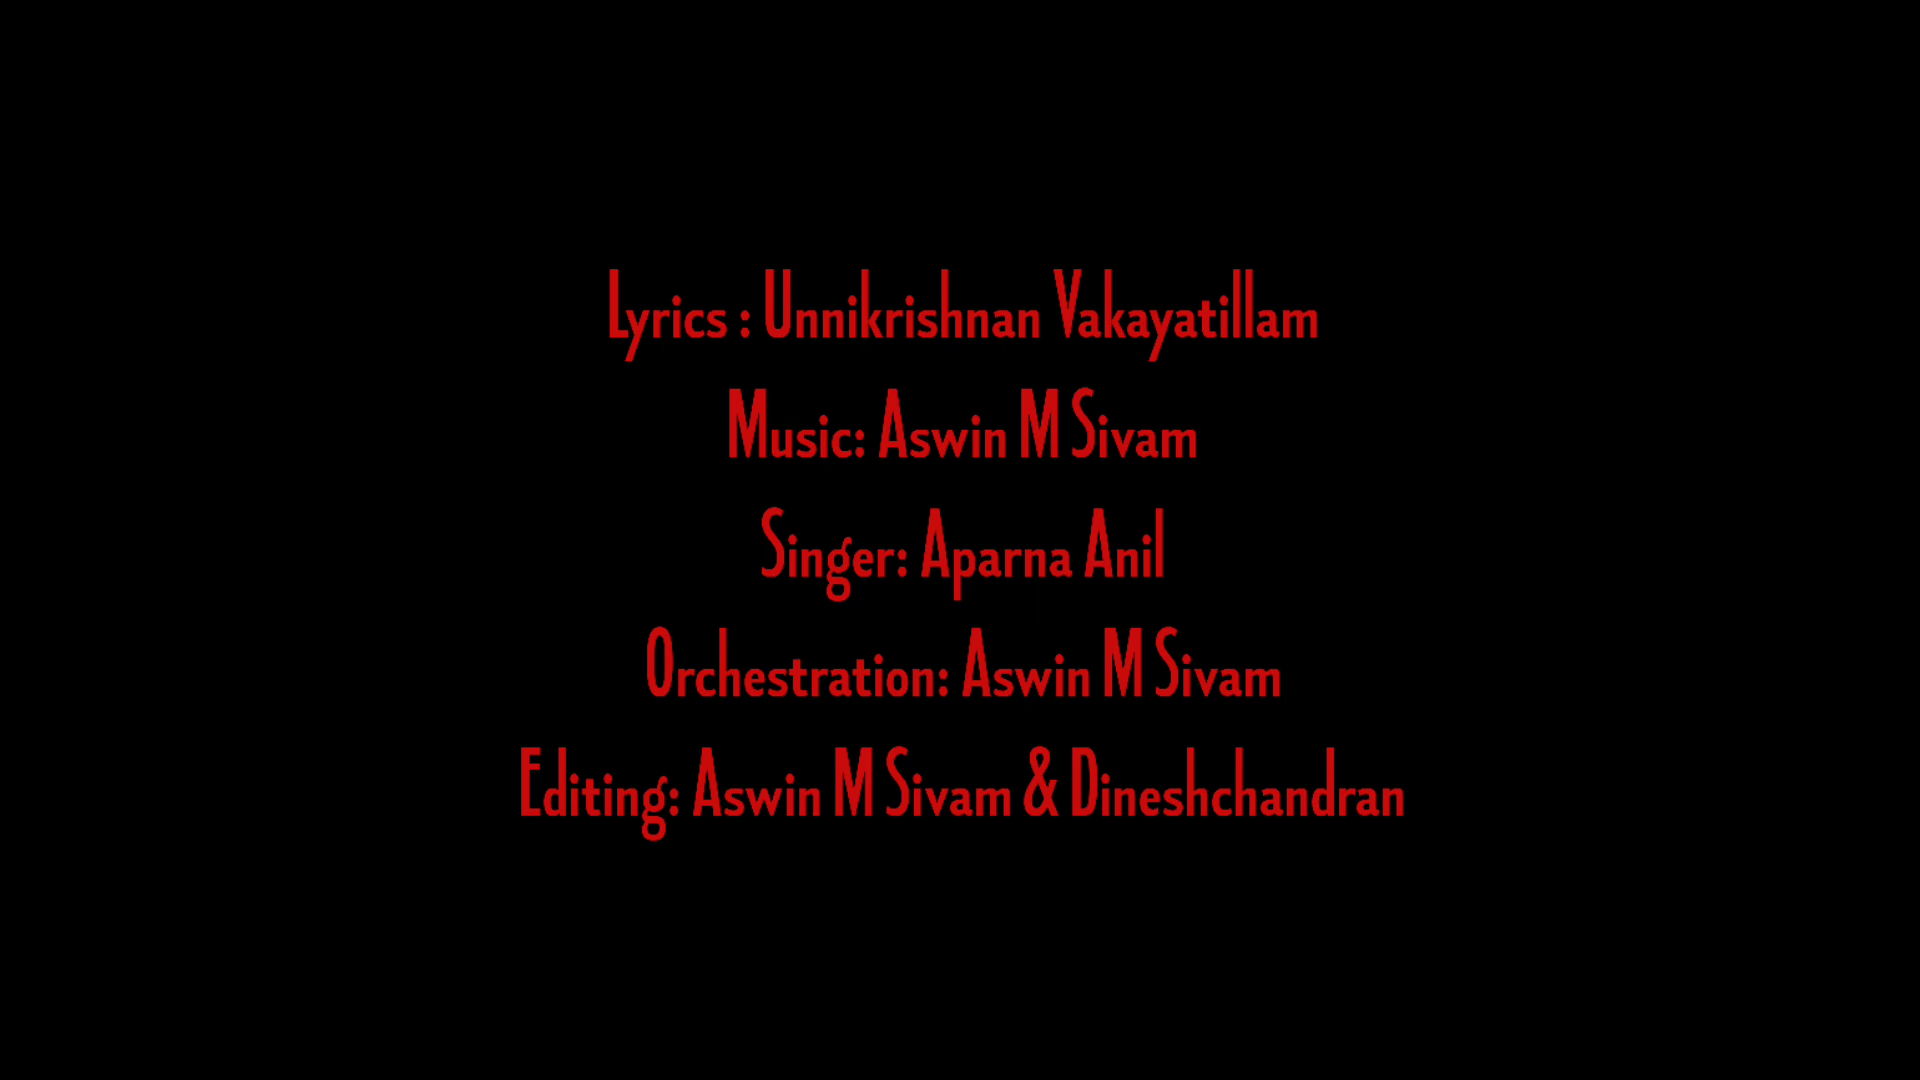 Lyrics : Unnikrishnan Vakayatillam
Music: Aswin M Sivam
Singer: Aparna Anil
Orchestration: Aswin M Sivam
Editing: Aswin M Sivam & Dineshchandran